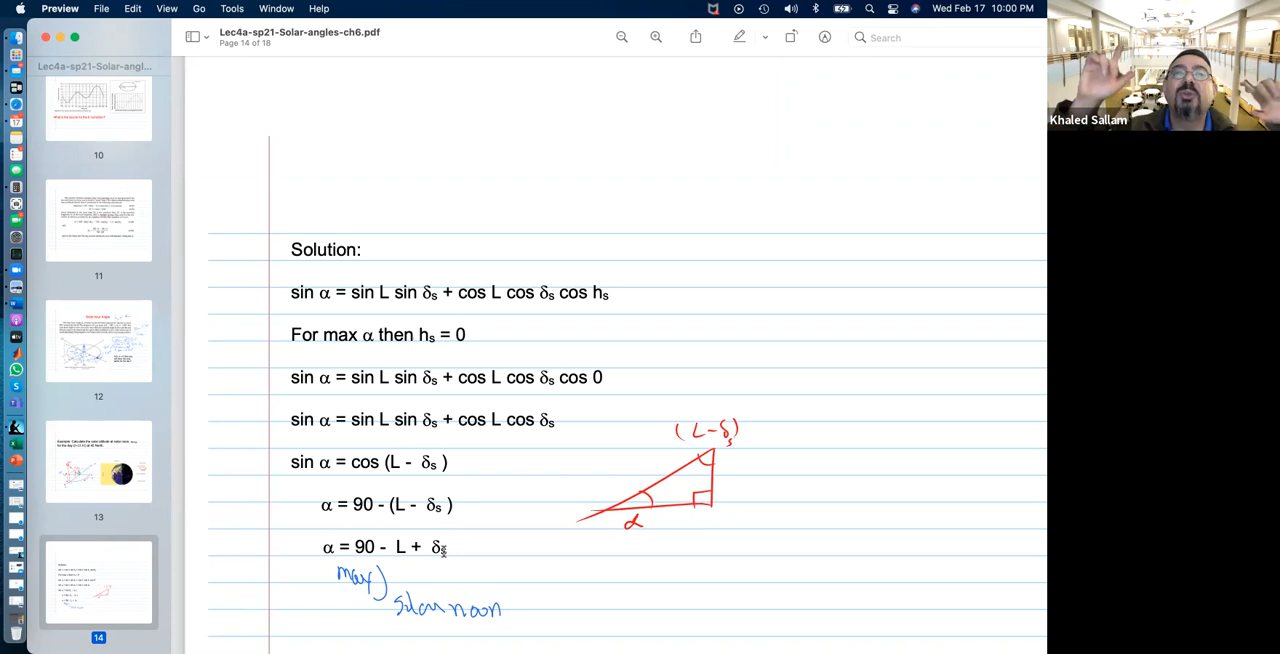 Preview File Edit View Go Tools Window Help Wed Feb 17 10:00 PM
Lec4a-sp21-Solar-angles-ch6.pdf
Page 14 of 18
Search
Lec4a-sp21-Solar-angl...
10
11
12
13
14
Khaled Sallam
Solution:
sin α = sin L sin δs + cos L cos δs cos hs
For max α then hs = 0
sin α = sin L sin δs + cos L cos δs cos 0
sin α = sin L sin δs + cos L cos δs
(L-δs)
sin α = cos (L - δs )
α = 90 - (L - δs )
α
α = 90 - L + δs
max)
solar noon